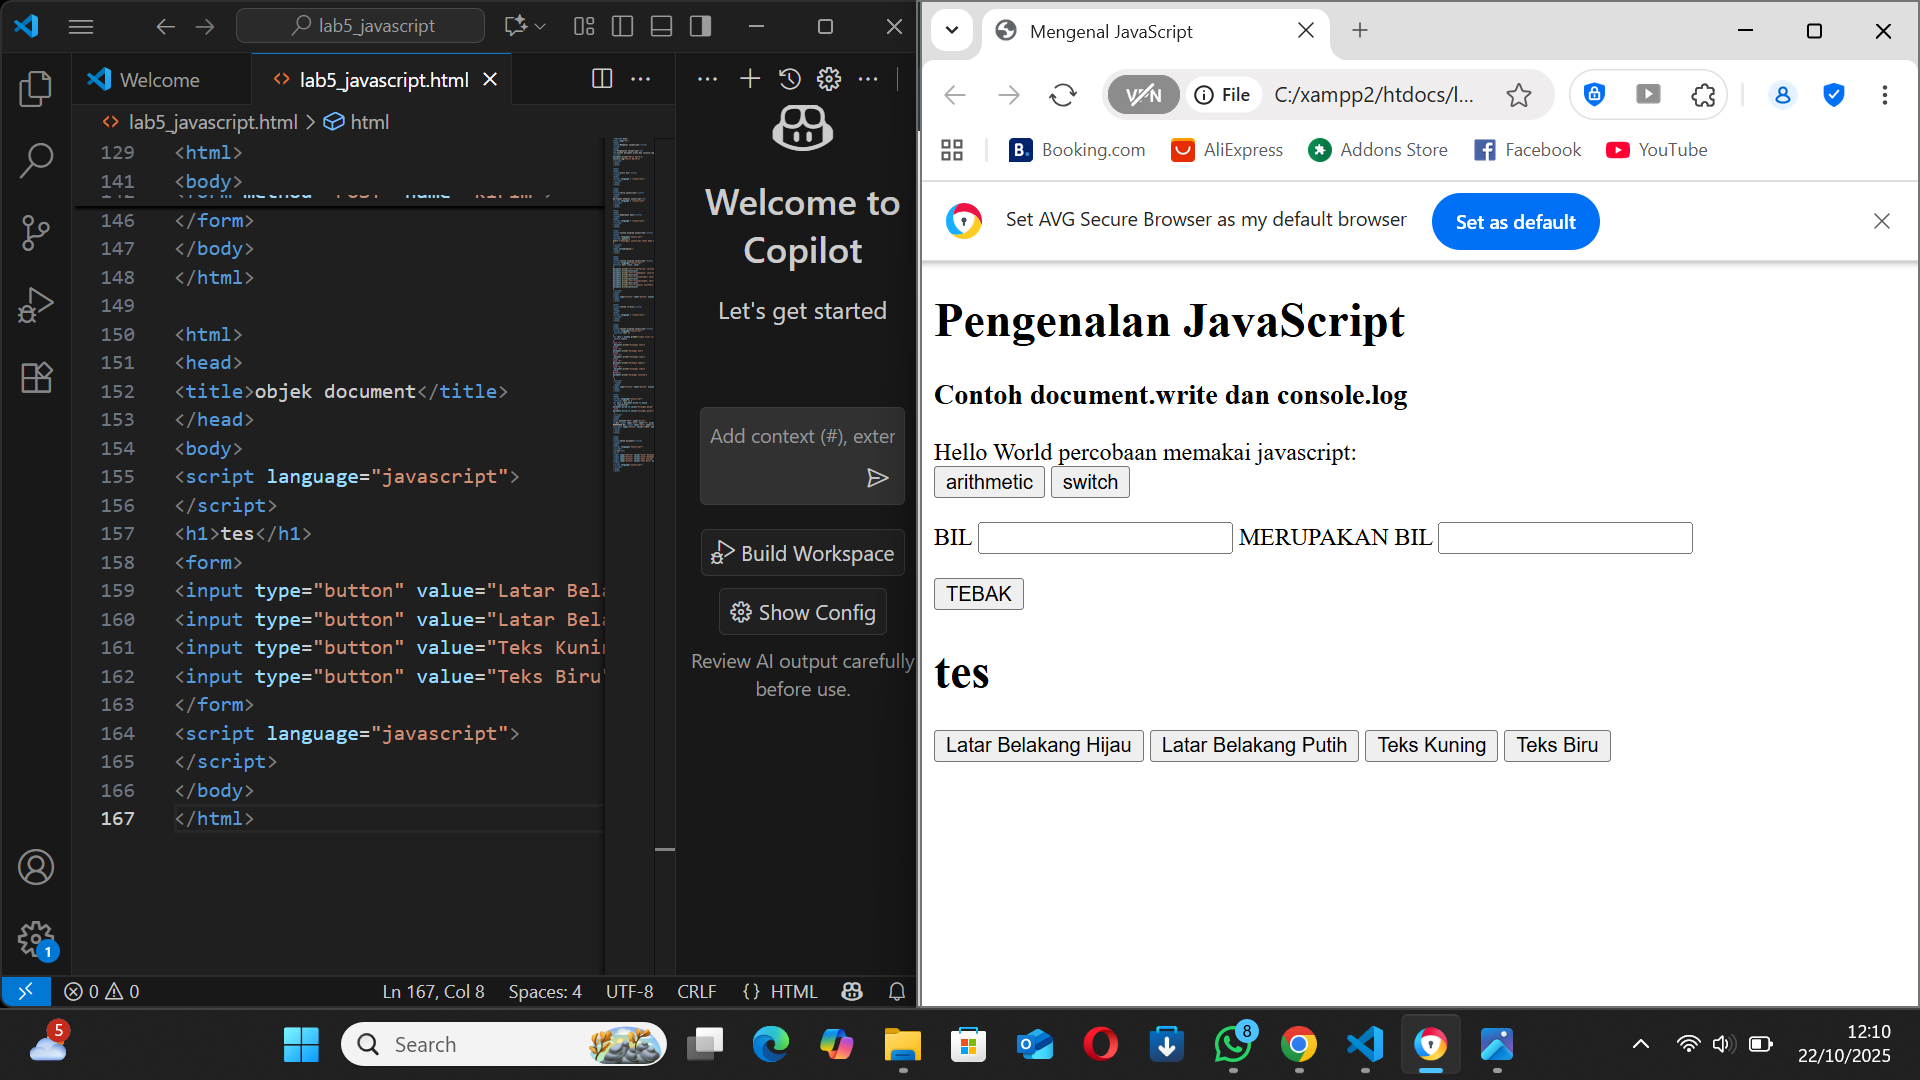 lab5_javascript
Welcome
lab5_javascript.html
lab5_javascript.html > html
129 <html>
141 <body>
146 </form>
147 </body>
148 </html>
149
150 <html>
151 <head>
152 <title>objek document</title>
153 </head>
154 <body>
155 <script language="javascript">
156 </script>
157 <h1>tes</h1>
158 <form>
159 <input type="button" value="Latar Bela
160 <input type="button" value="Latar Bela
161 <input type="button" value="Teks Kunin
162 <input type="button" value="Teks Biru"
163 </form>
164 <script language="javascript">
165 </script>
166 </body>
167 </html>
Welcome to
Copilot
Let's get started
Add context (#), exter
Build Workspace
Show Config
Review AI output carefully
before use.
1
0 0
Ln 167, Col 8 Spaces: 4 UTF-8 CRLF {} HTML
Mengenal JavaScript
VPN File C:/xampp2/htdocs/l...
B. Booking.com AliExpress Addons Store Facebook YouTube
Set AVG Secure Browser as my default browser Set as default
Pengenalan JavaScript
Contoh document.write dan console.log
Hello World percobaan memakai javascript:
arithmetic switch
BIL MERUPAKAN BIL
TEBAK
tes
Latar Belakang Hijau Latar Belakang Putih Teks Kuning Teks Biru
5
Search
8
12:10
22/10/2025